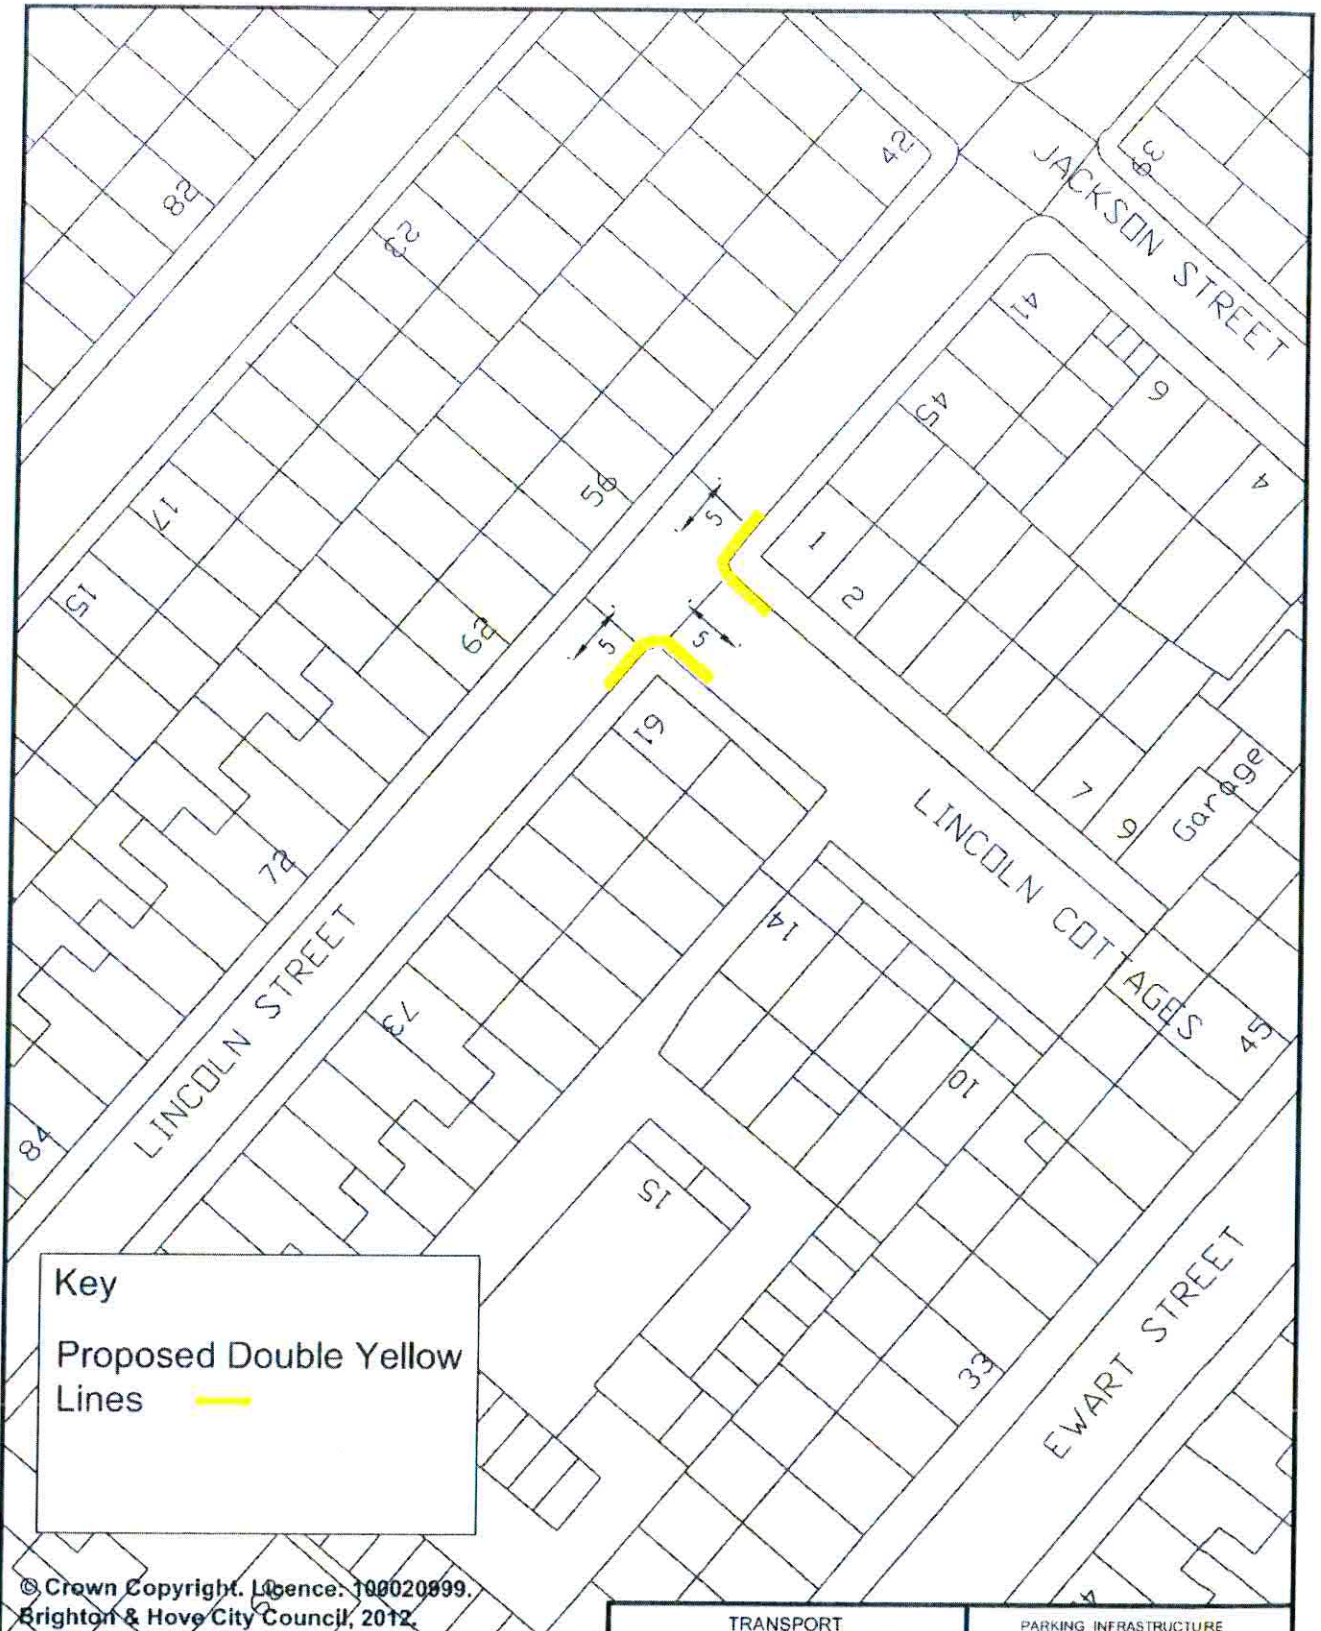 42
39
JACKSON STREET
82
23
41
45
6
4
56
17
15
62
1
2
5
5
5
61
7
9
Garage
LINCOLN COTTAGES
72
14
73
LINCOLN STREET
10
45
84
15
33
EWART STREET
Key
Proposed Double Yellow
Lines
© Crown Copyright. Licence: 100020999.
Brighton & Hove City Council, 2012.
TRANSPORT
PARKING INFRASTRUCTURE